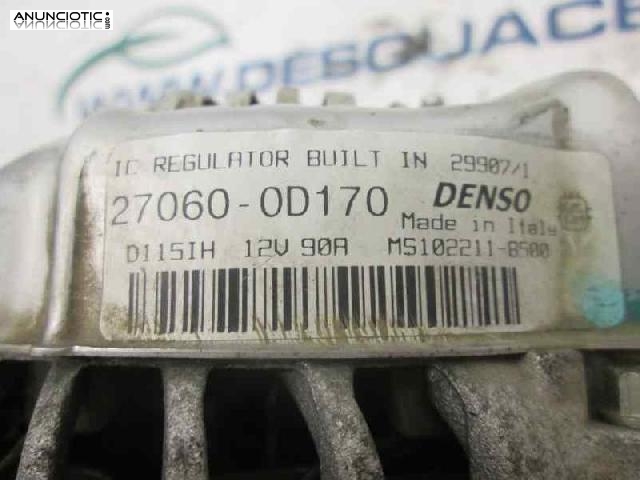 ANUNCIOTIC
.com
WWW.DESGUACE
IC REGULATOR BUILT IN 29907/1
27060-0D170 DENSO
Made in Italy
D115IH 12V 90A MS102211-8500